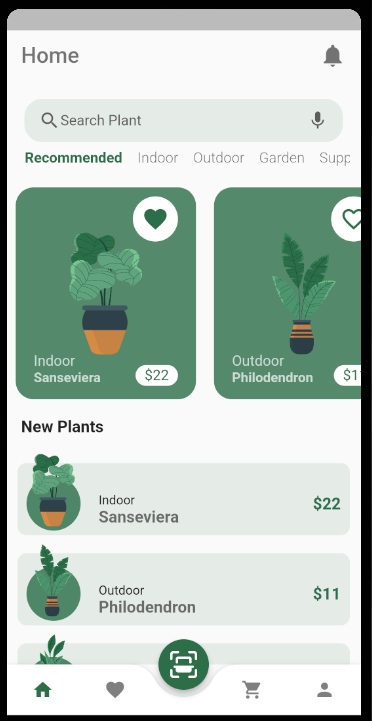 Home
Search Plant
Recommended Indoor Outdoor Garden Supp
Indoor
Sanseviera
$22
Outdoor
Philodendron
$1
New Plants
Indoor
Sanseviera
$22
Outdoor
Philodendron
$11